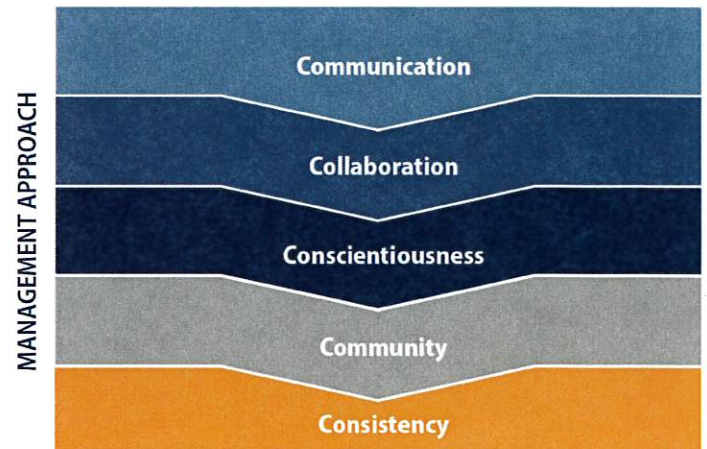 MANAGEMENT APPROACH
Communication
Collaboration
Conscientiousness
Community
Consistency